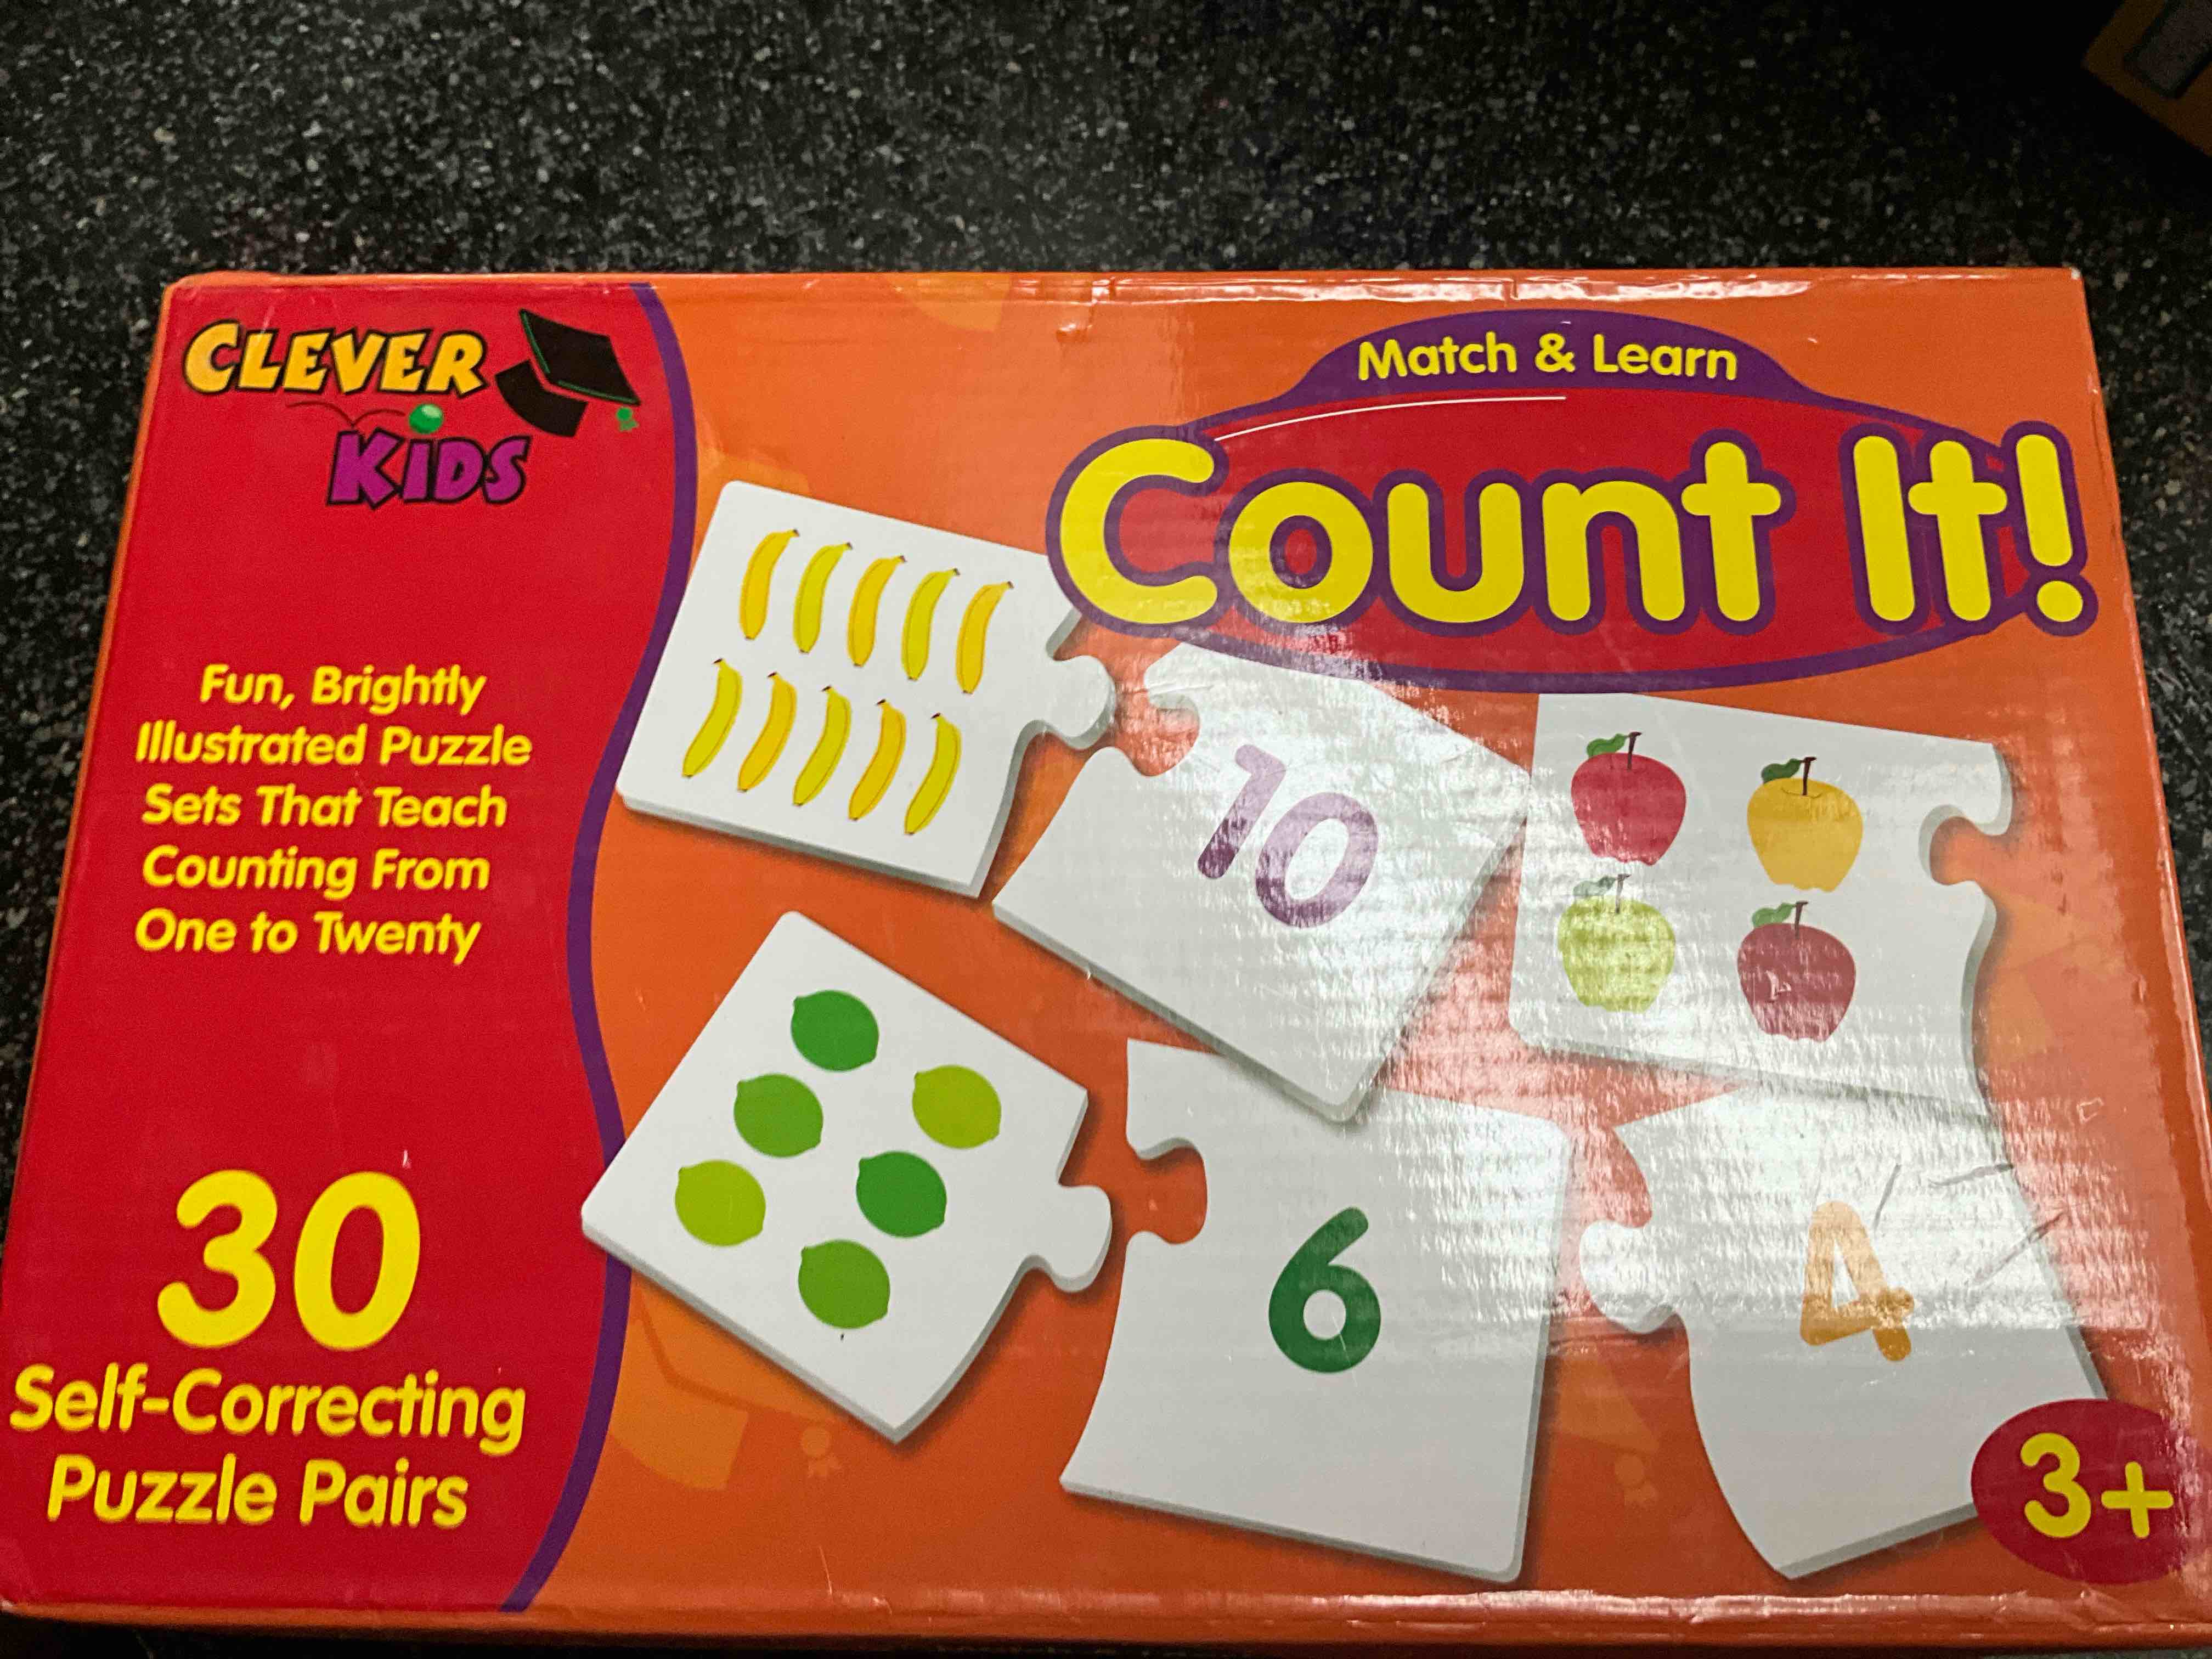 CLEVER
KIDS
Match & Learn
Count It!
Fun, Brightly
Illustrated Puzzle
Sets That Teach
Counting From
One to Twenty
10
6
4
30
Self-Correcting
Puzzle Pairs
3+